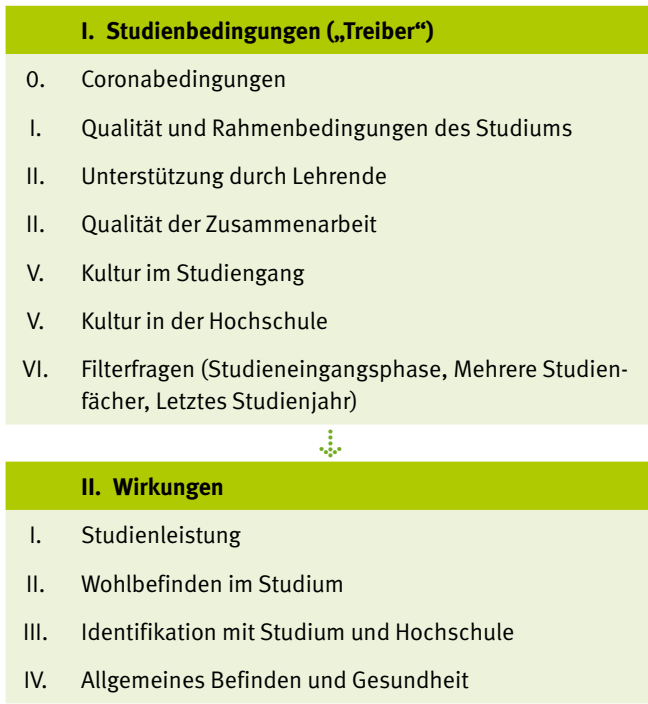 I. Studienbedingungen („Treiber“)
0. Coronabedingungen
I. Qualität und Rahmenbedingungen des Studiums
II. Unterstützung durch Lehrende
II. Qualität der Zusammenarbeit
V. Kultur im Studiengang
V. Kultur in der Hochschule
VI. Filterfragen (Studieneingangsphase, Mehrere Studien-
fächer, Letztes Studienjahr)
II. Wirkungen
I. Studienleistung
II. Wohlbefinden im Studium
III. Identifikation mit Studium und Hochschule
IV. Allgemeines Befinden und Gesundheit